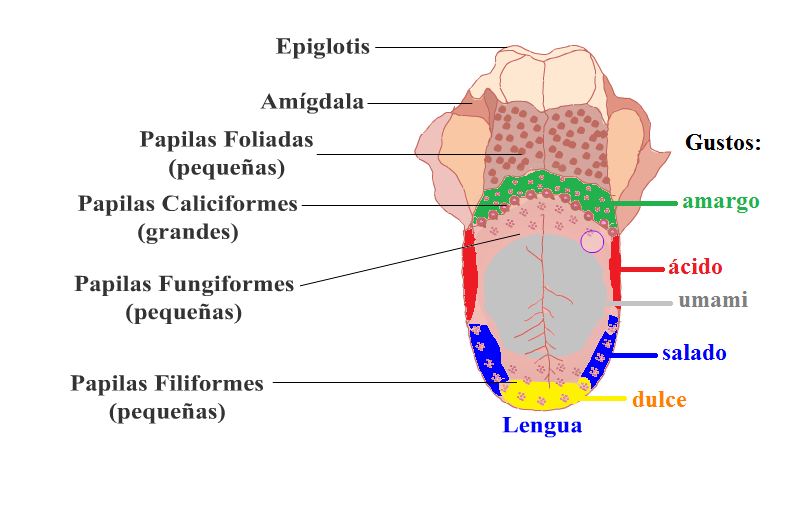 Epiglotis
Amígdala
Papilas Foliadas
(pequeñas)
Papilas Caliciformes
(grandes)
Papilas Fungiformes
(pequeñas)
Papilas Filiformes
(pequeñas)
Gustos:
amargo
ácido
umami
salado
dulce
Lengua